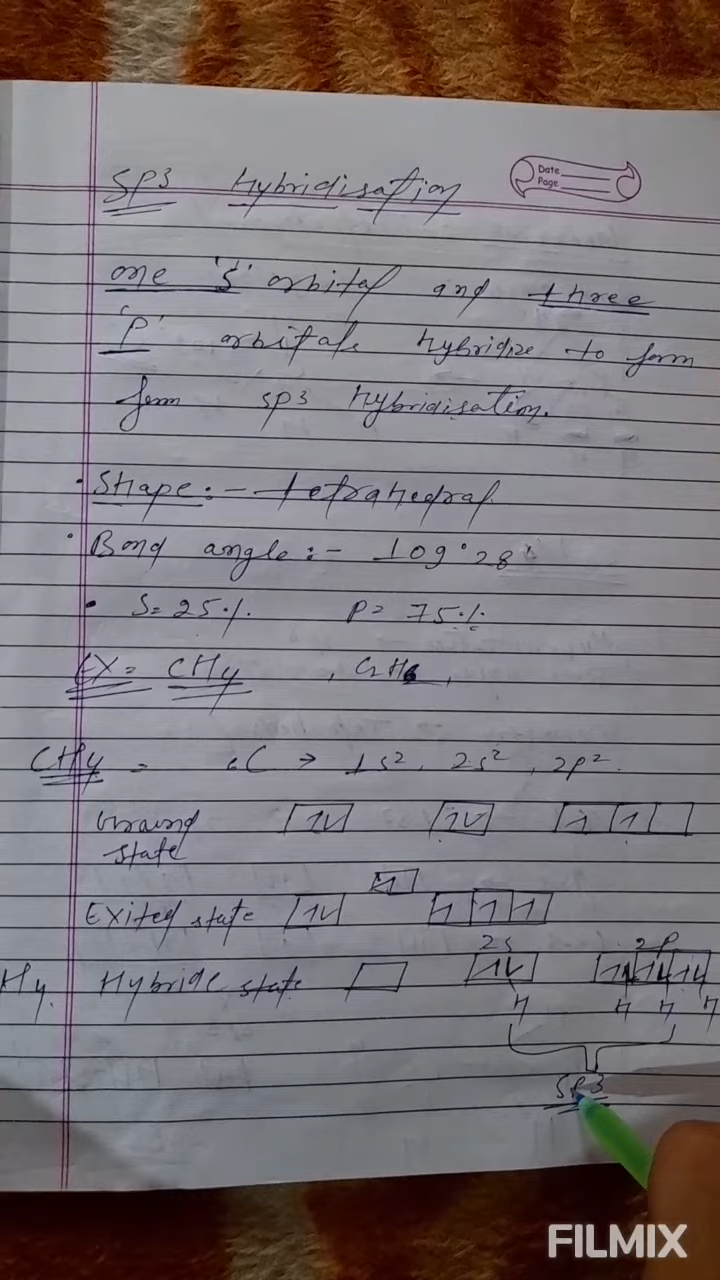 SP3 Hybridisation
Date
Page
one 's' orbital and three
'P' orbitals hybridize to form
form sp3 Hybridisation.
• Shape:- tetrahedral
• Bond angle:- 109°28'
• S= 25% P= 75%
EX= CH4, C2H6,
CH4 = 6C → 1s², 2s², 2p².
Ground
state
Exited state
2s 2p
H4. Hybride state
H H H H
SP3
FILMIX